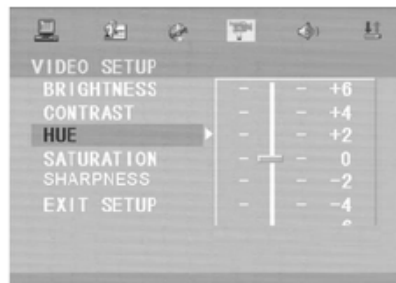 VIDEO SETUP
BRIGHTNESS - - +6
CONTRAST - - +4
HUE - - +2
SATURATION - - 0
SHARPNESS - - -2
EXIT SETUP - - -4